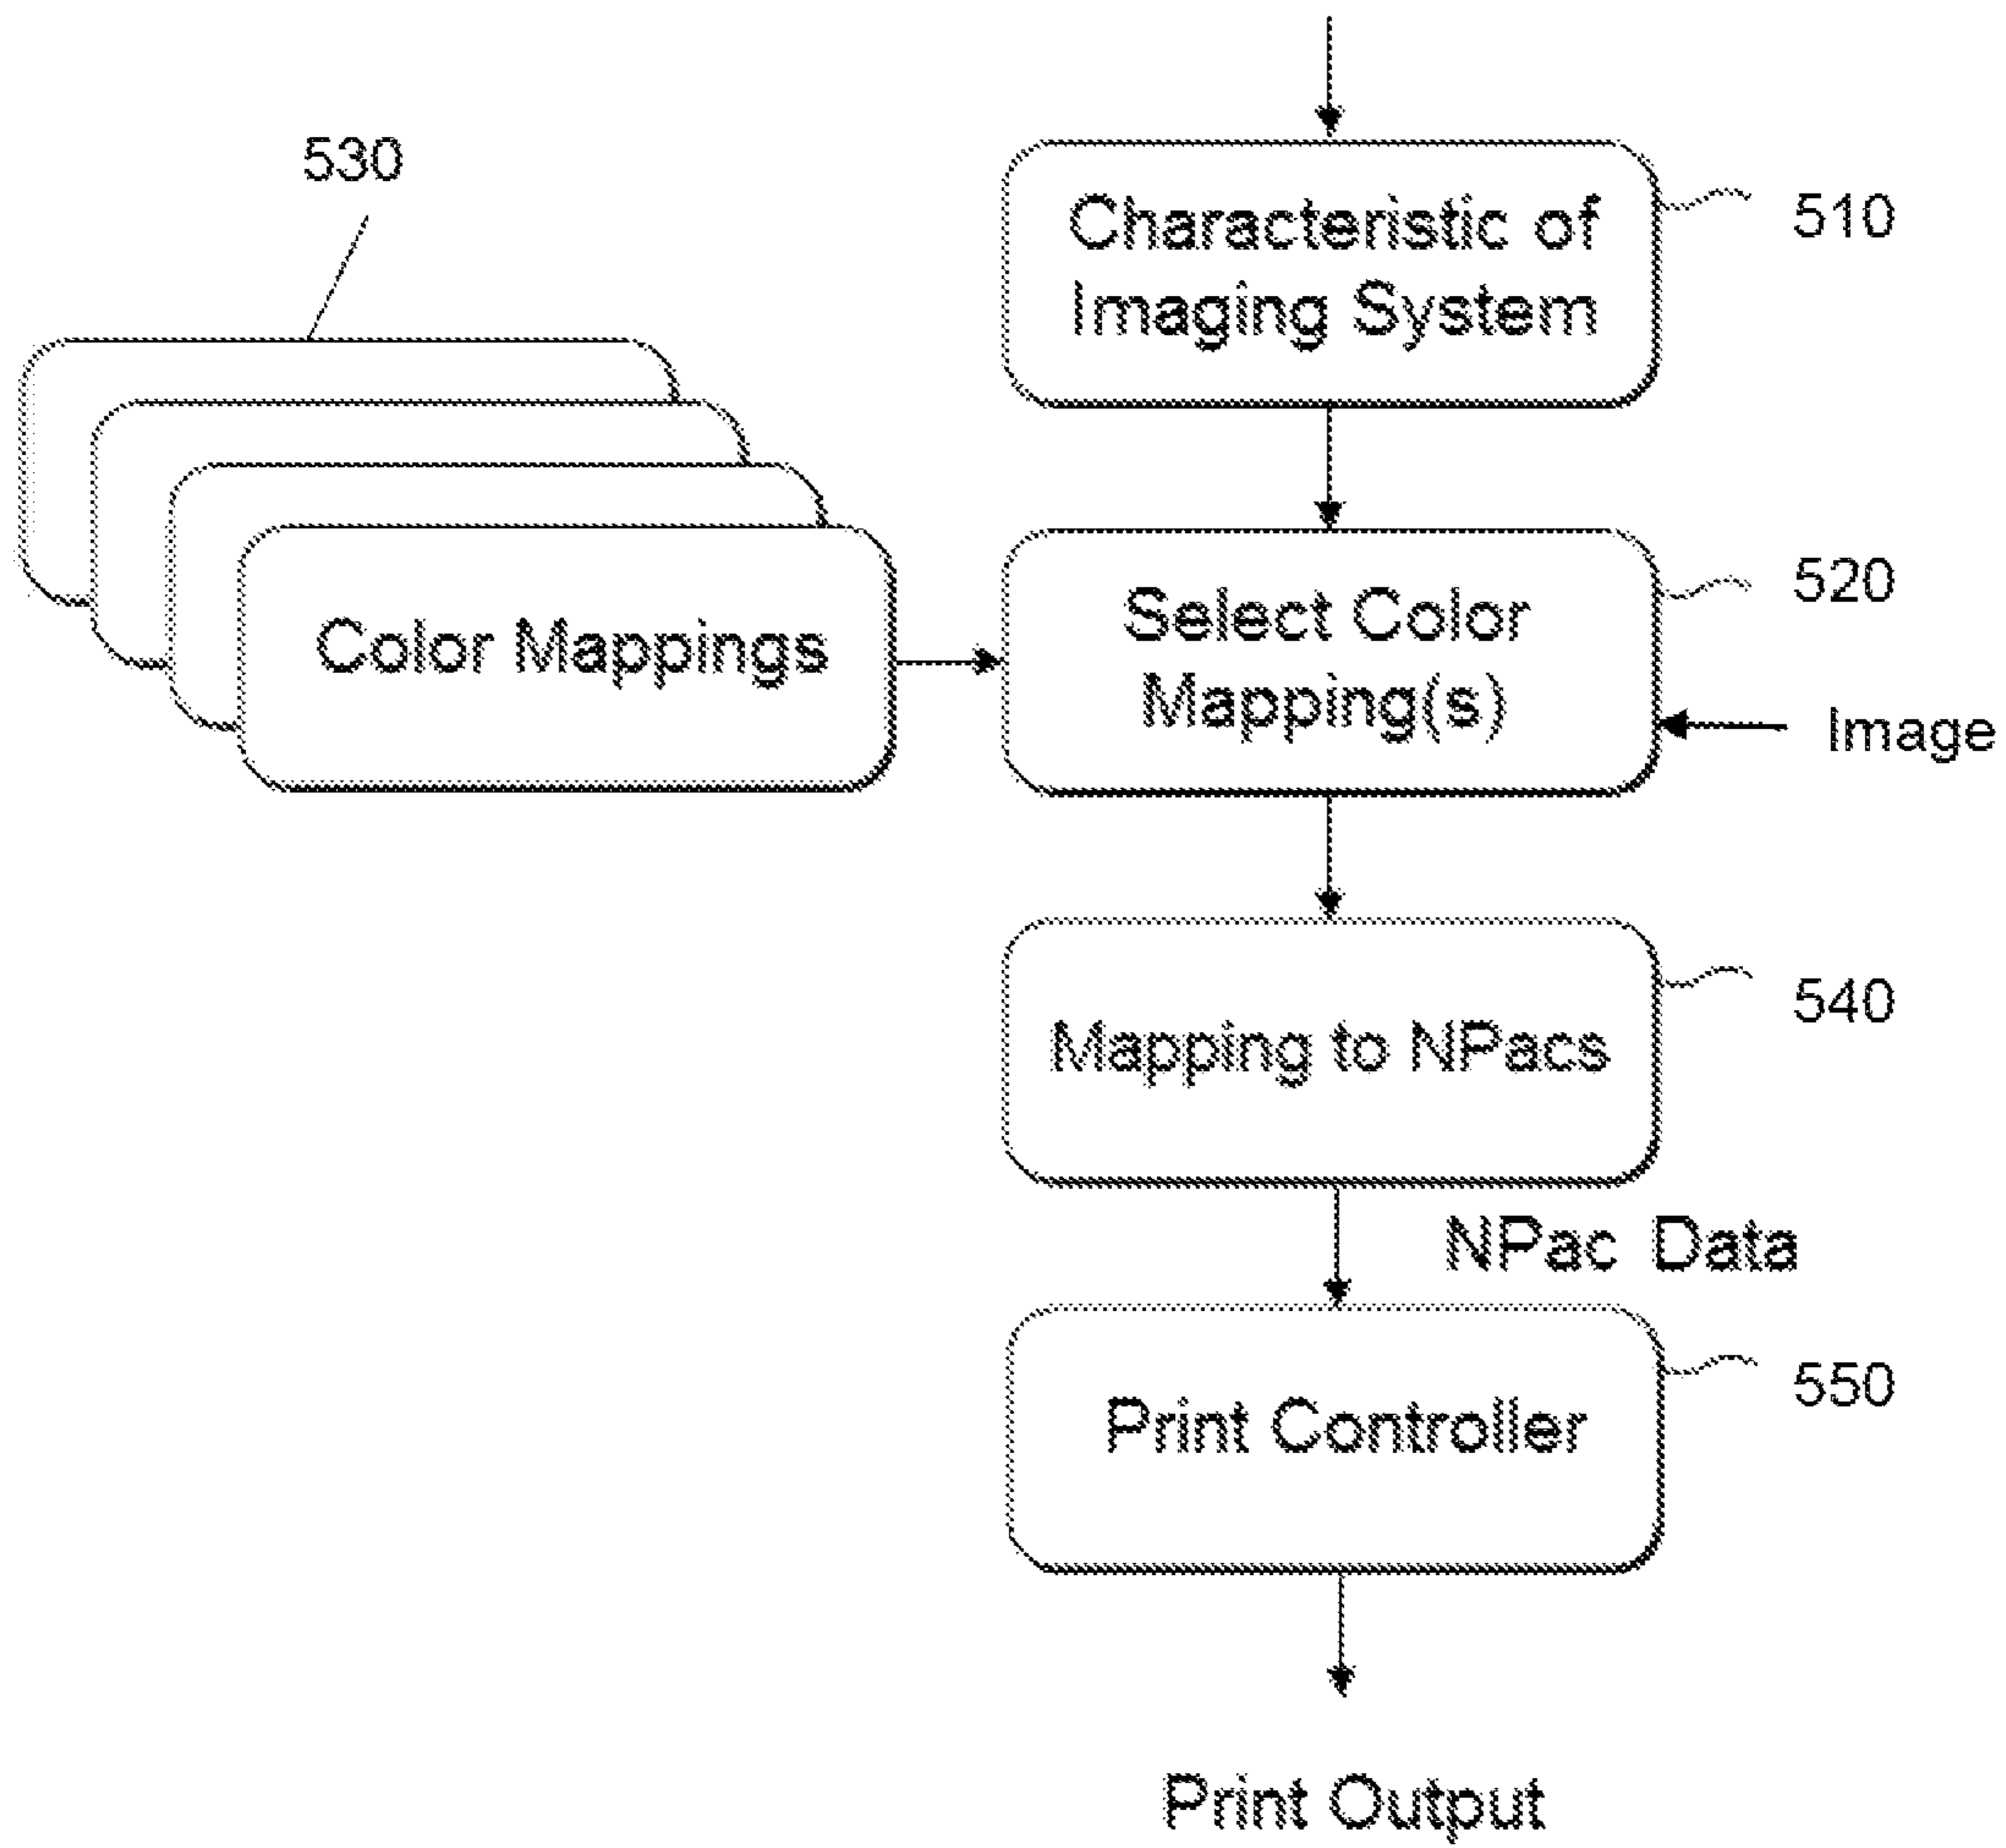 530
Characteristic of
Imaging System
510
Color Mappings
Select Color
Mapping(s)
520
Image
Mapping to NPacs
540
NPac Data
Print Controller
550
Print Output